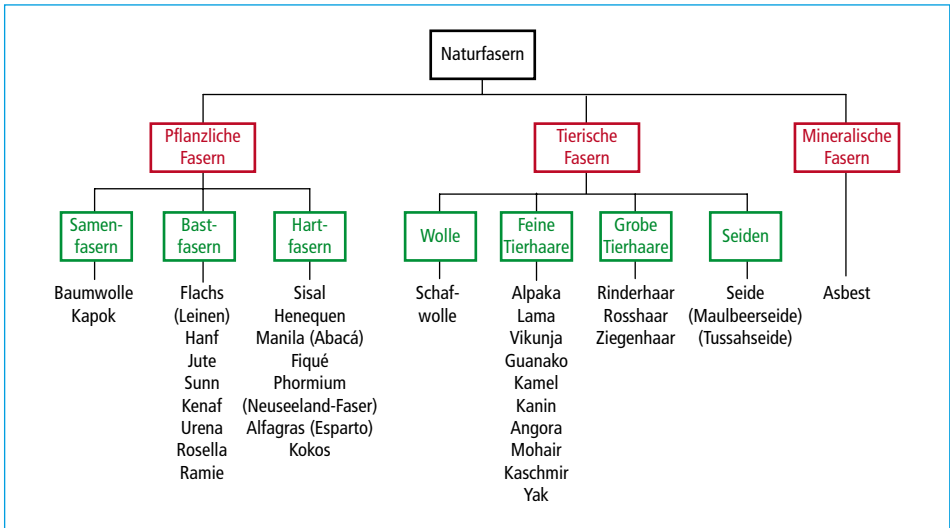 Naturfasern
Pflanzliche
Fasern
Tierische
Fasern
Mineralische
Fasern
Samen-
fasern
Bast-
fasern
Hart-
fasern
Wolle
Feine
Tierhaare
Grobe
Tierhaare
Seiden
Baumwolle
Kapok
Flachs
(Leinen)
Hanf
Jute
Sunn
Kenaf
Urena
Rosella
Ramie
Sisal
Henequen
Manila (Abacá)
Fiqué
Phormium
(Neuseeland-Faser)
Alfagras (Esparto)
Kokos
Schaf-
wolle
Alpaka
Lama
Vikunja
Guanako
Kamel
Kanin
Angora
Mohair
Kaschmir
Yak
Rinderhaar
Rosshaar
Ziegenhaar
Seide
(Maulbeerseide)
(Tussahseide)
Asbest